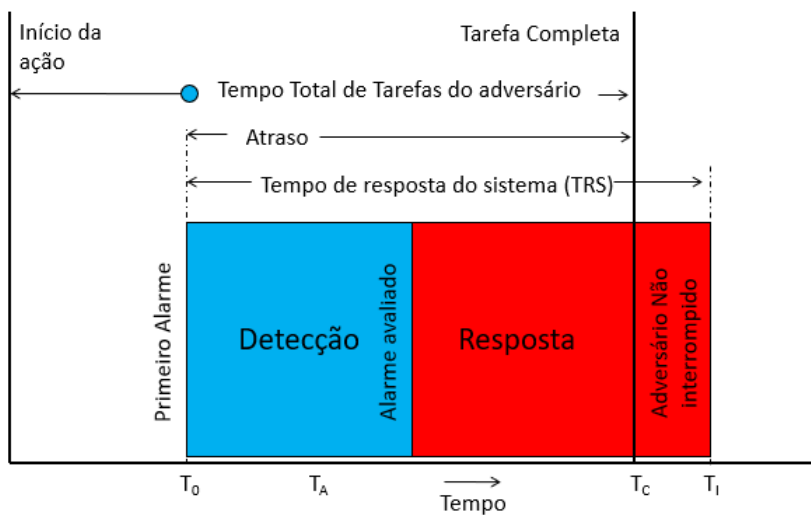 Início da
ação
Tarefa Completa
Tempo Total de Tarefas do adversário
Atraso
Tempo de resposta do sistema (TRS)
Primeiro Alarme
Detecção
Alarme avaliado
Resposta
Adversário Não
interrompido
T0
TA
Tempo
TC
TI